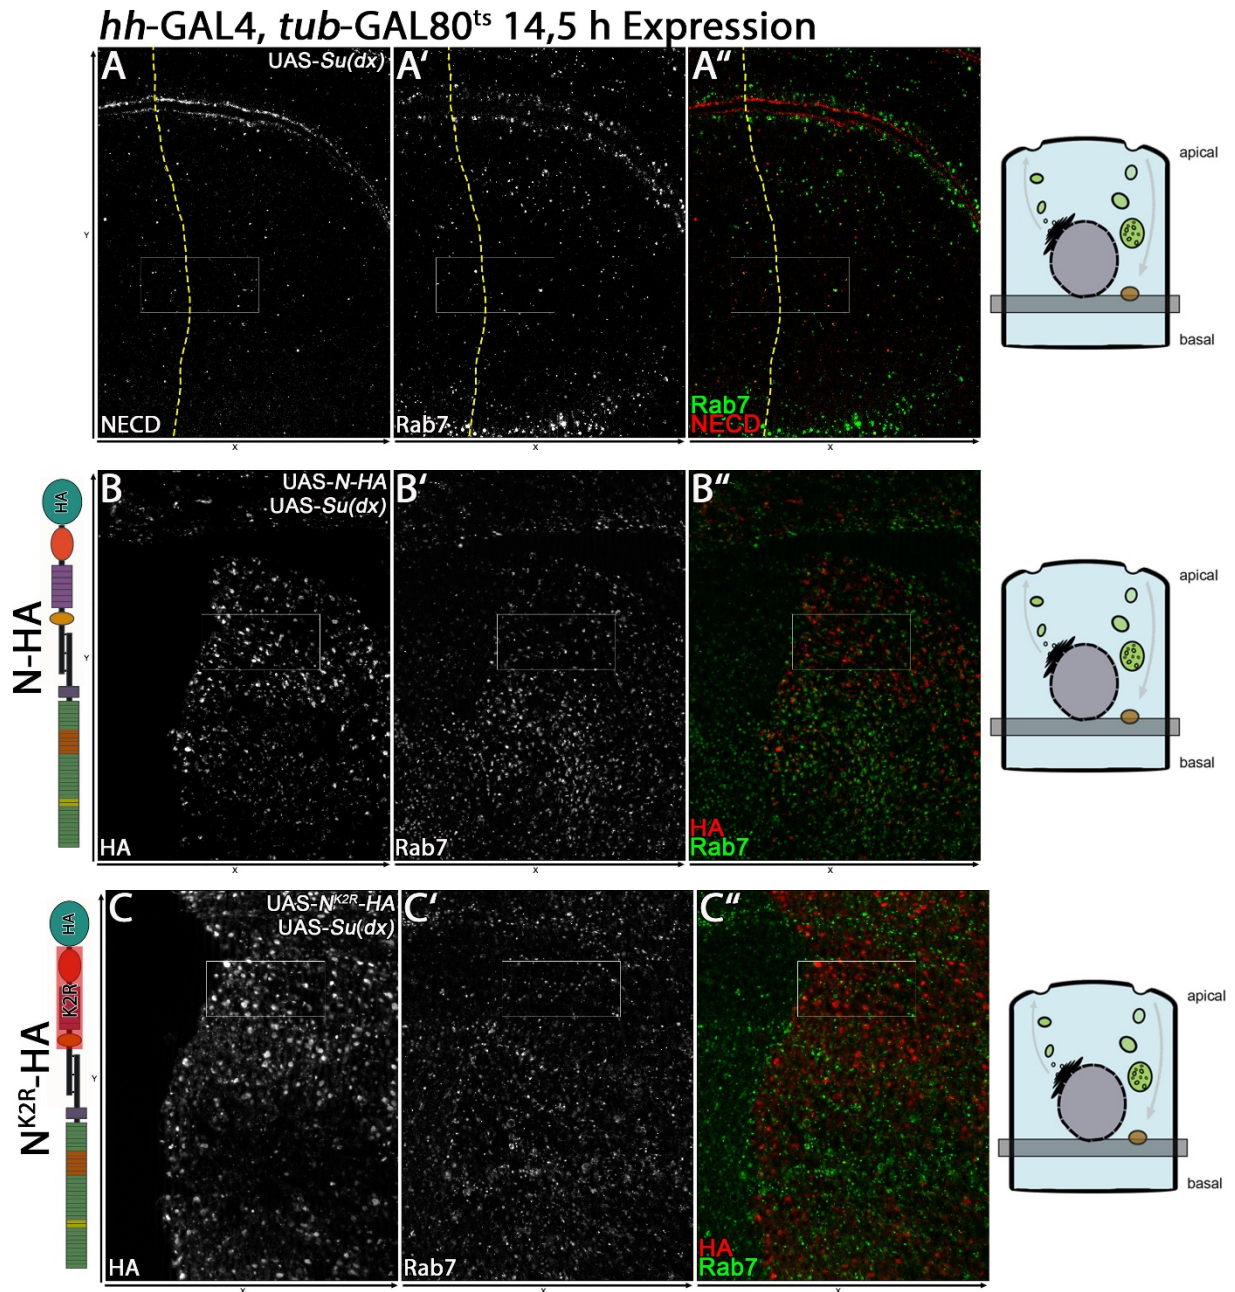 hh-GAL4, tub-GAL80ts 14,5 h Expression
A
UAS-Su(dx)
NECD
A'
Rab7
A"
Rab7
NECD
Y
X
X
X
apical
basal
N-HA
HA
B
UAS-N-HA
UAS-Su(dx)
HA
B'
Rab7
B"
HA
Rab7
Y
X
X
X
apical
basal
NK2R-HA
HA
K2R
C
UAS-NK2R-HA
UAS-Su(dx)
HA
C'
Rab7
C"
HA
Rab7
Y
X
X
X
apical
basal